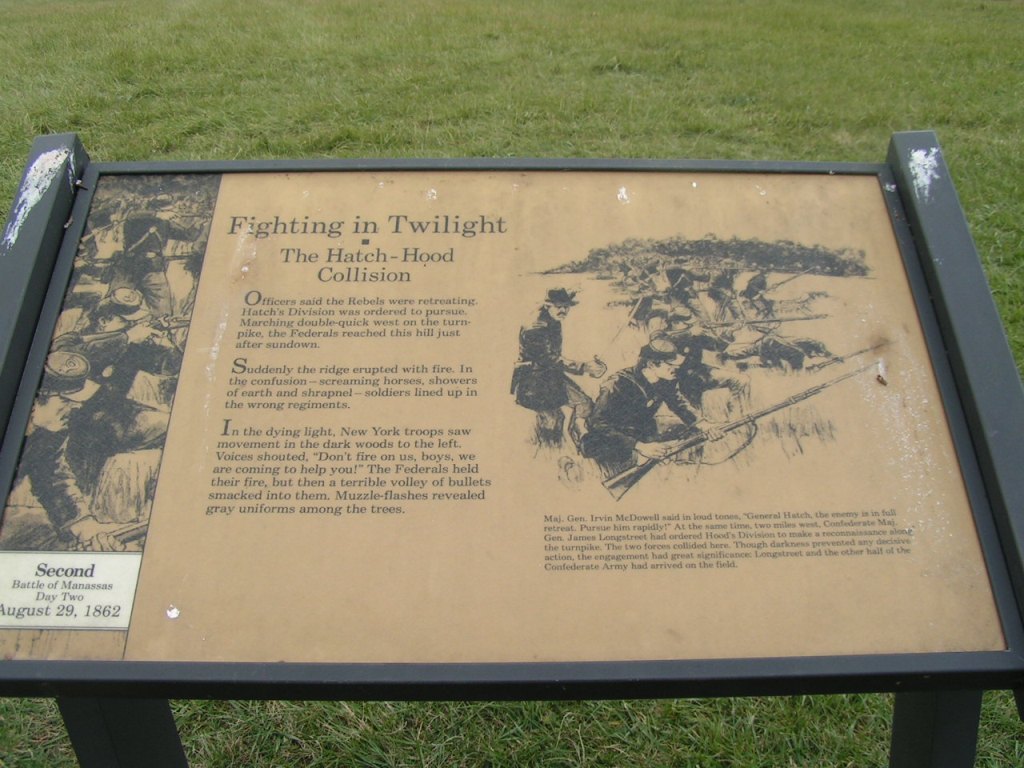 Fighting in Twilight
The Hatch-Hood
Collision
Officers said the Rebels were retreating.
Hatch's Division was ordered to pursue.
Marching double-quick west on the turn-
pike, the Federals reached this hill just
after sundown.
Suddenly the ridge erupted with fire. In
the confusion – screaming horses, showers
of earth and shrapnel – soldiers lined up in
the wrong regiments.
In the dying light, New York troops saw
movement in the dark woods to the left.
Voices shouted, "Don't fire on us, boys, we
are coming to help you!" The Federals held
their fire, but then a terrible volley of bullets
smacked into them. Muzzle-flashes revealed
gray uniforms among the trees.
Maj. Gen. Irvin McDowell said in loud tones, "General Hatch, the enemy is in full
retreat. Pursue him rapidly!" At the same time, two miles west, Confederate Maj.
Gen. James Longstreet had ordered Hood's Division to make a reconnaissance along
the turnpike. The two forces collided here. Though darkness prevented any decisive
action, the engagement had great significance: Longstreet and the other half of the
Confederate Army had arrived on the field.
Second
Battle of Manassas
Day Two
August 29, 1862